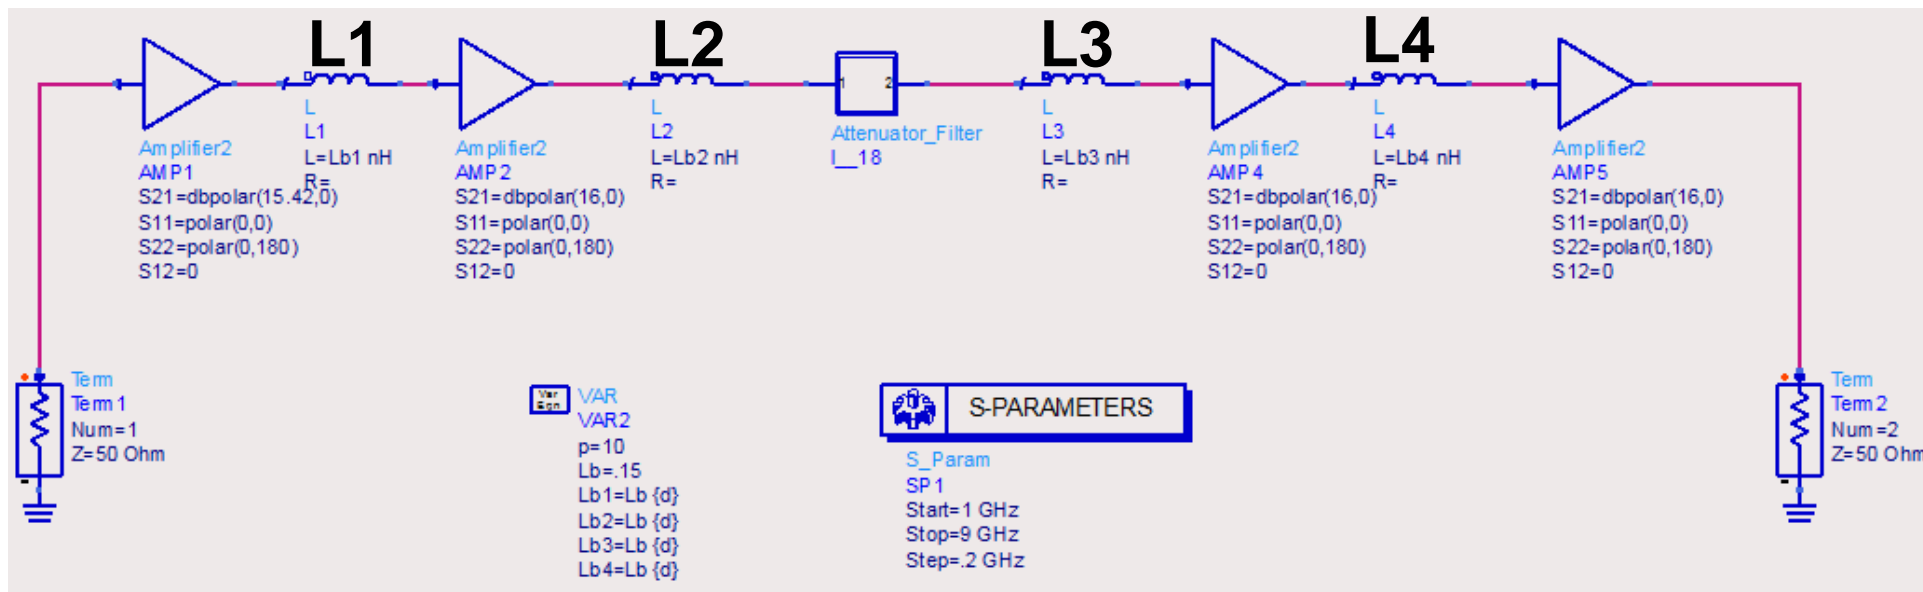 L1
L2
L3
L4
1
2
L
L1
L=Lb1 nH
R=
L
L2
L=Lb2 nH
R=
Attenuator_Filter
I__18
L
L3
L=Lb3 nH
R=
L
L4
L=Lb4 nH
R=
Amplifier2
AMP1
S21=dbpolar(15.42,0)
S11=polar(0,0)
S22=polar(0,180)
S12=0
Amplifier2
AMP2
S21=dbpolar(16,0)
S11=polar(0,0)
S22=polar(0,180)
S12=0
Amplifier2
AMP4
S21=dbpolar(16,0)
S11=polar(0,0)
S22=polar(0,180)
S12=0
Amplifier2
AMP5
S21=dbpolar(16,0)
S11=polar(0,0)
S22=polar(0,180)
S12=0
Term
Term1
Num=1
Z=50 Ohm
Var
Eqn
VAR
VAR2
p=10
Lb=.15
Lb1=Lb {d}
Lb2=Lb {d}
Lb3=Lb {d}
Lb4=Lb {d}
S-PARAMETERS
S_Param
SP1
Start=1 GHz
Stop=9 GHz
Step=.2 GHz
Term
Term2
Num=2
Z=50 Ohm